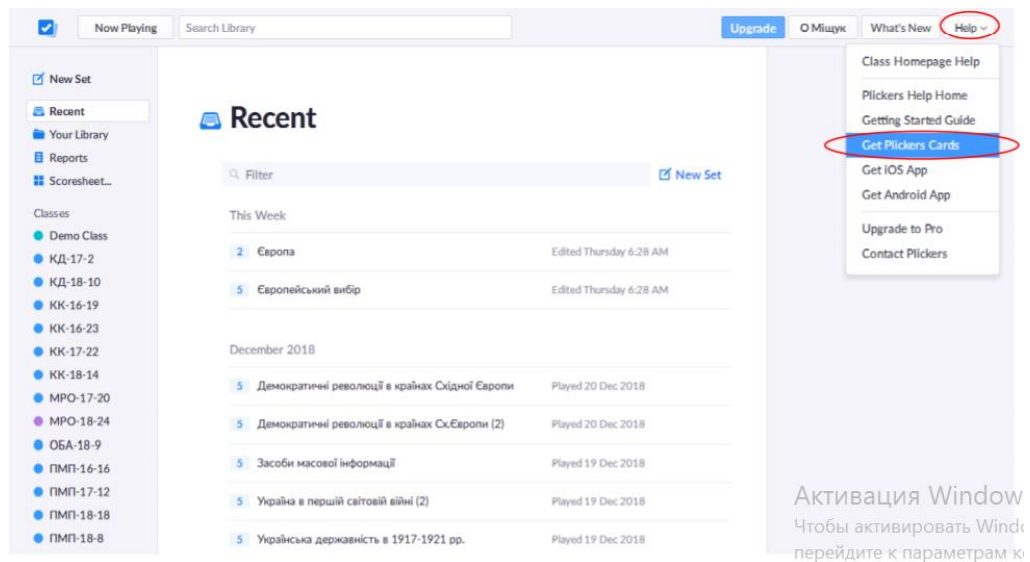 Now Playing
Search Library
Upgrade
О Міщук
What's New
Help
New Set
Recent
Your Library
Reports
Scoresheet...
Classes
Demo Class
КД-17-2
КД-18-10
КК-16-19
КК-16-23
КК-17-22
КК-18-14
МРО-17-20
МРО-18-24
ОБА-18-9
ПМП-16-16
ПМП-17-12
ПМП-18-18
ПМП-18-8
Recent
Filter
New Set
This Week
2 Європа Edited Thursday 6:28 AM
5 Європейський вибір Edited Thursday 6:28 AM
December 2018
5 Демократичні революції в країнах Східної Європи Played 20 Dec 2018
5 Демократичні революції в країнах Сх.Європи (2) Played 20 Dec 2018
5 Засоби масової інформації Played 19 Dec 2018
5 Україна в першій світовій війні (2) Played 19 Dec 2018
5 Українська державність в 1917-1921 рр. Played 19 Dec 2018
Class Homepage Help
Plickers Help Home
Getting Started Guide
Get Plickers Cards
Get iOS App
Get Android App
Upgrade to Pro
Contact Plickers
Активация Window
Чтобы активировать Windo
перейдите к параметрам к